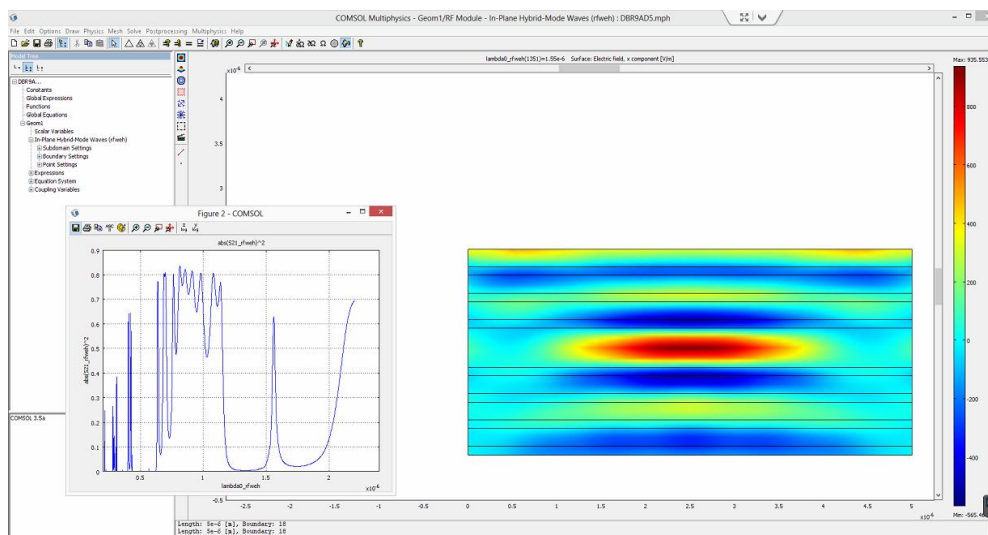 COMSOL Multiphysics - Geom1/RF Module - In-Plane Hybrid-Mode Waves (rfweh) : DBR9AD5.mph
File Edit Options Draw Physics Mesh Solve Postprocessing Multiphysics Help
Model Tree
DBR9A...
Constants
Global Expressions
Functions
Global Equations
Geom1
Scalar Variables
In-Plane Hybrid-Mode Waves (rfweh)
Subdomain Settings
Boundary Settings
Point Settings
Expressions
Equation System
Coupling Variables
COMSOL 3.5a
lambda0_rfweh(1351)=1.55e-6 Surface: Electric field, x component [V/m]
×10⁻⁶
4
3.5
3
-0.5
-2.5 -2 -1.5 -1 -0.5 0 0.5 1 1.5 2 2.5 3 3.5 4 4.5 5
×10⁻⁶
Max: 935.553
800
600
400
200
0
-200
-400
Figure 2 - COMSOL
abs(S21_rfweh)^2
abs(S21_rfweh)^2
0.9
0.8
0.7
0.6
0.5
0.4
0.3
0.2
0.1
0
0.5 1 1.5 2
×10⁻⁶
lambda0_rfweh
Length: 5e-6 [m], Boundary: 18
Length: 5e-6 [m], Boundary: 18